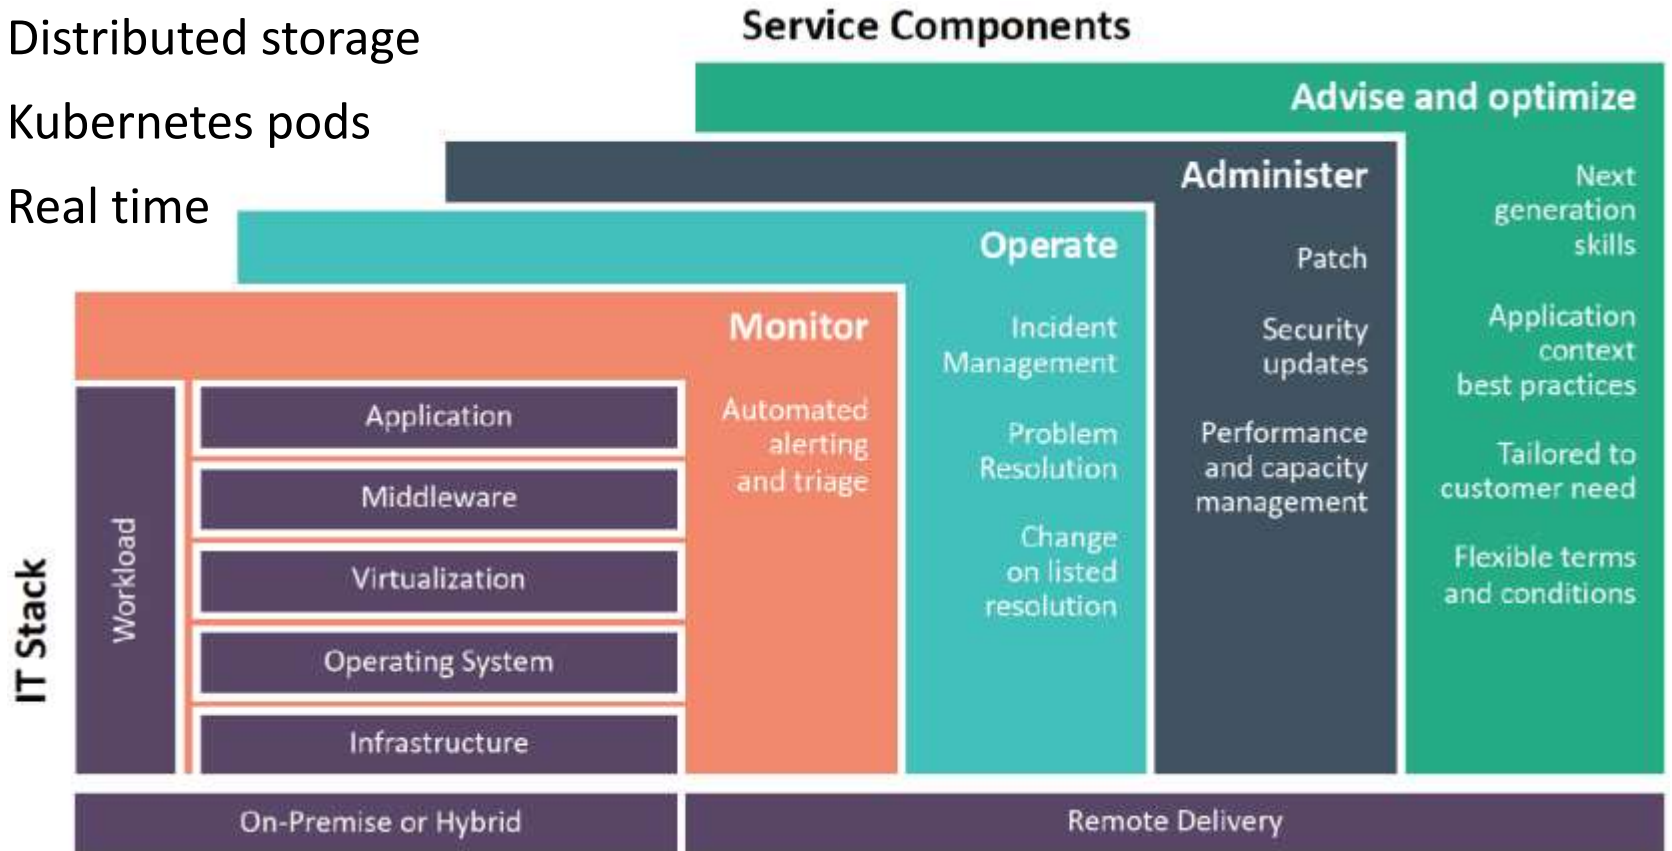 Distributed storage
Kubernetes pods
Real time
Service Components
Advise and optimize
Next
generation
skills
Application
context
best practices
Tailored to
customer need
Flexible terms
and conditions
Administer
Patch
Security
updates
Performance
and capacity
management
Operate
Incident
Management
Problem
Resolution
Change
on listed
resolution
Monitor
Automated
alerting
and triage
IT Stack
Workload
Application
Middleware
Virtualization
Operating System
Infrastructure
On-Premise or Hybrid
Remote Delivery